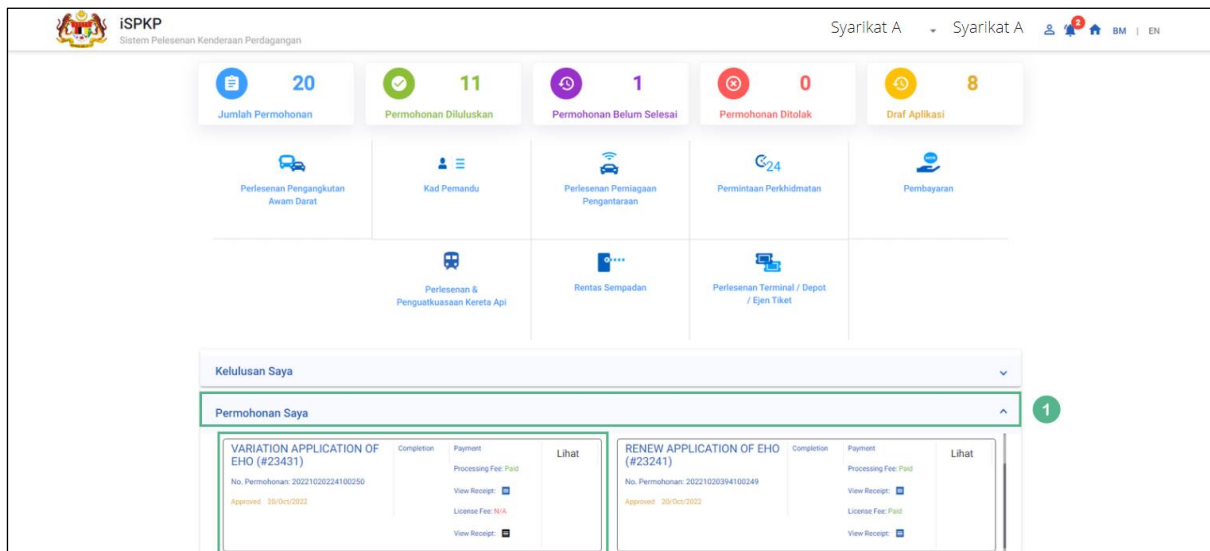 iSPKP
Sistem Pelesenan Kenderaan Perdagangan
Syarikat A
Syarikat A
2
BM | EN
20
Jumlah Permohonan
11
Permohonan Diluluskan
1
Permohonan Belum Selesai
0
Permohonan Ditolak
8
Draf Aplikasi
Perlesenan Pengangkutan
Awam Darat
Kad Pemandu
Perlesenan Perniagaan
Pengantaraan
24
Permintaan Perkhidmatan
Pembayaran
Perlesenan &
Penguatkuasaan Kereta Api
Rentas Sempadan
Perlesenan Terminal / Depot
/ Ejen Tiket
Kelulusan Saya
Permohonan Saya
1
VARIATION APPLICATION OF
EHO (#23431)
No. Permohonan: 20221020224100250
Approved 20/Oct/2022
Completion
Payment
Processing Fee: Paid
View Receipt:
License Fee: N/A
View Receipt:
Lihat
RENEW APPLICATION OF EHO
(#23241)
No. Permohonan: 20221020394100249
Approved 20/Oct/2022
Completion
Payment
Processing Fee: Paid
View Receipt:
License Fee: Paid
View Receipt:
Lihat